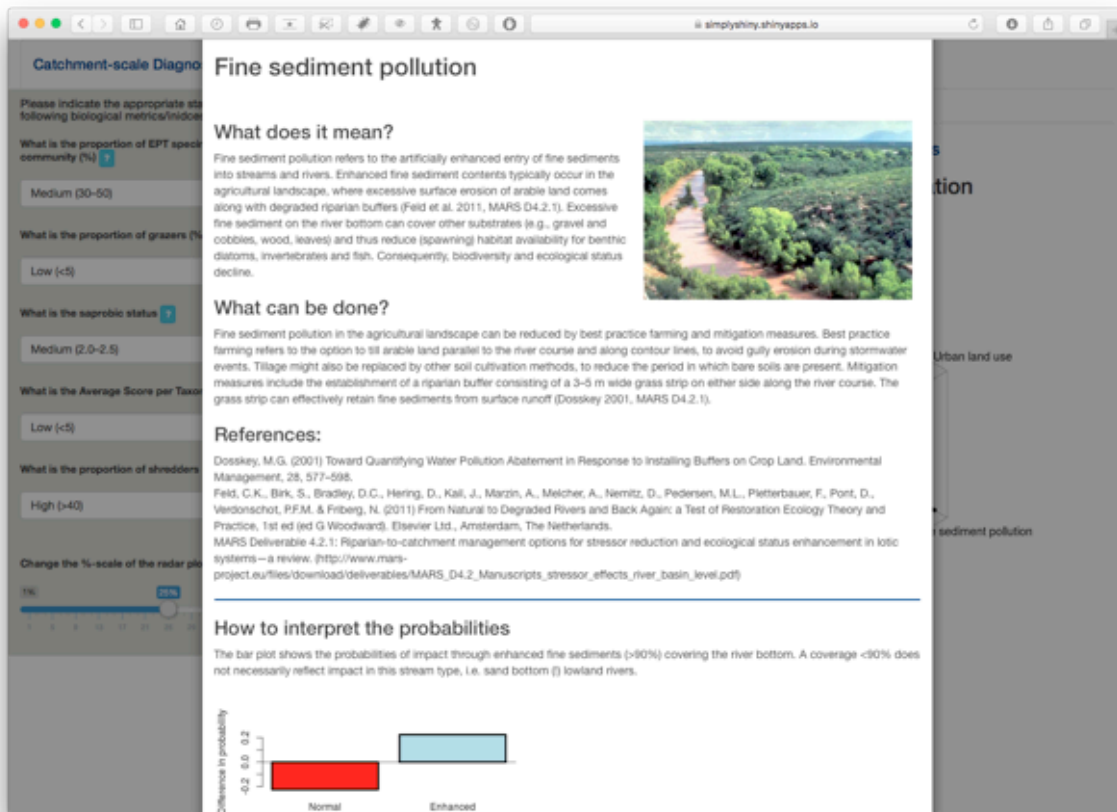 simplyshiny.shinyapps.io
Catchment-scale Diagno
Please indicate the appropriate sta
following biological metrics/inidces
What is the proportion of EPT specin
community (%) ?
Medium (30–50)
What is the proportion of grazers (%
Low (<5)
What is the saprobic status ?
Medium (2.0–2.5)
What is the Average Score per Taxon
Low (<5)
What is the proportion of shredders
High (>40)
Change the %-scale of the radar plo
1%
25%
Fine sediment pollution
What does it mean?
Fine sediment pollution refers to the artificially enhanced entry of fine sediments
into streams and rivers. Enhanced fine sediment contents typically occur in the
agricultural landscape, where excessive surface erosion of arable land comes
along with degraded riparian buffers (Feld et al. 2011, MARS D4.2.1). Excessive
fine sediment on the river bottom can cover other substrates (e.g., gravel and
cobbles, wood, leaves) and thus reduce (spawning) habitat availability for benthic
diatoms, invertebrates and fish. Consequently, biodiversity and ecological status
decline.
What can be done?
Fine sediment pollution in the agricultural landscape can be reduced by best practice farming and mitigation measures. Best practice
farming refers to the option to till arable land parallel to the river course and along contour lines, to avoid gully erosion during stormwater
events. Tillage might also be replaced by other soil cultivation methods, to reduce the period in which bare soils are present. Mitigation
measures include the establishment of a riparian buffer consisting of a 3–5 m wide grass strip on either side along the river course. The
grass strip can effectively retain fine sediments from surface runoff (Dosskey 2001, MARS D4.2.1).
References:
Dosskey, M.G. (2001) Toward Quantifying Water Pollution Abatement in Response to Installing Buffers on Crop Land. Environmental
Management, 28, 577–598.
Feld, C.K., Birk, S., Bradley, D.C., Hering, D., Kail, J., Marzin, A., Melcher, A., Nemitz, D., Pedersen, M.L., Pletterbauer, F., Pont, D.,
Verdonschot, P.F.M. & Friberg, N. (2011) From Natural to Degraded Rivers and Back Again: a Test of Restoration Ecology Theory and
Practice, 1st ed (ed G Woodward). Elsevier Ltd., Amsterdam, The Netherlands.
MARS Deliverable 4.2.1: Riparian-to-catchment management options for stressor reduction and ecological status enhancement in lotic
systems—a review. (http://www.mars-
project.eu/files/download/deliverables/MARS_D4.2_Manuscripts_stressor_effects_river_basin_level.pdf)
How to interpret the probabilities
The bar plot shows the probabilities of impact through enhanced fine sediments (>90%) covering the river bottom. A coverage <90% does
not necessarily reflect impact in this stream type, i.e. sand bottom (!) lowland rivers.
Difference in probability
0.2
0.0
-0.2
Normal
Enhanced
s
tion
Urban land use
sediment pollution